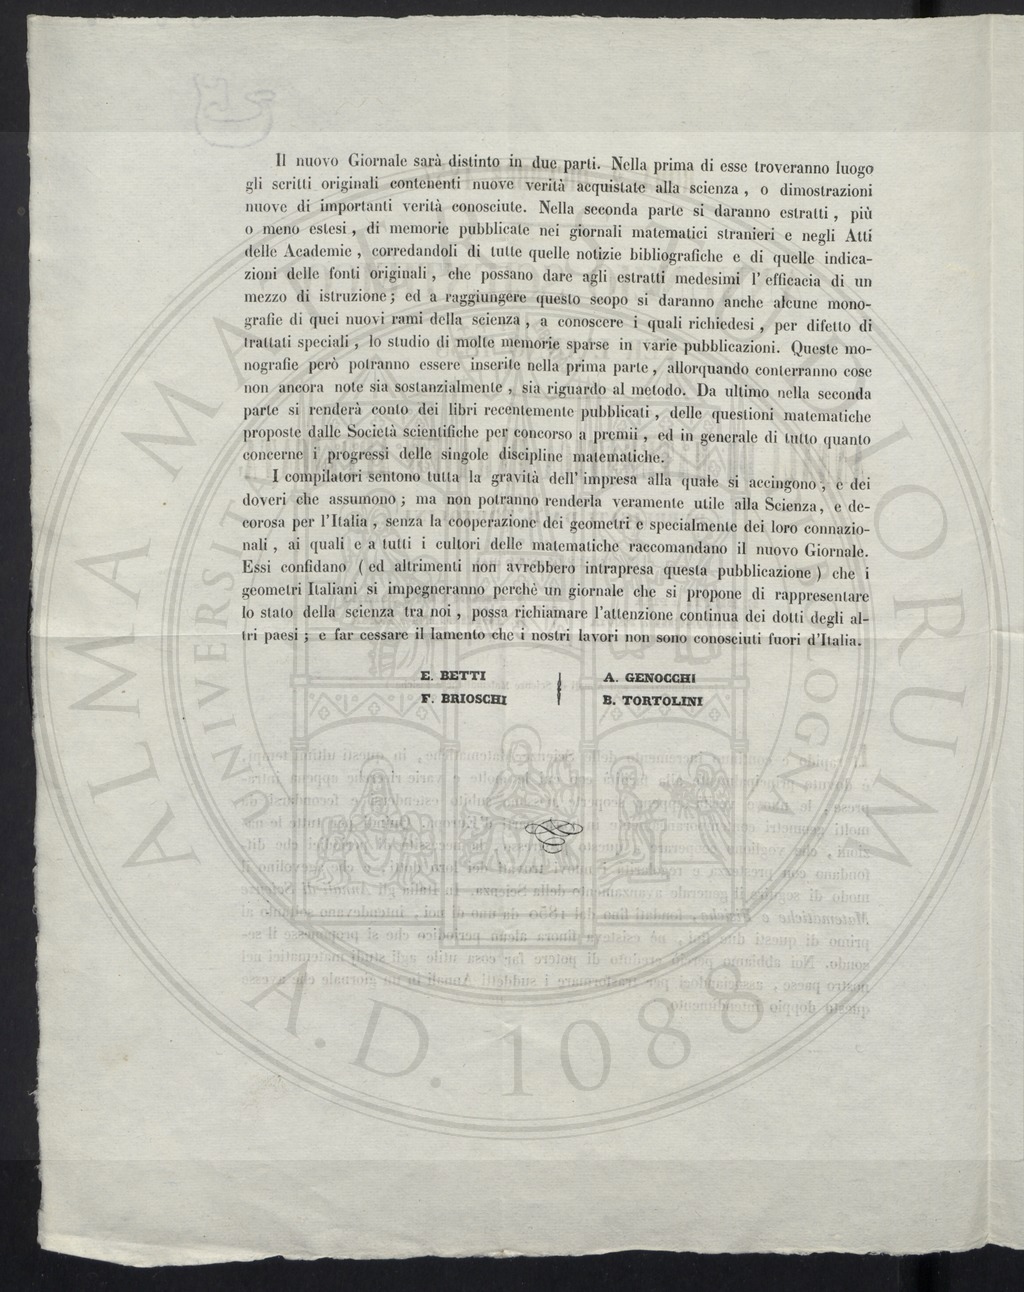 Il nuovo Giornale sarà distinto in due parti. Nella prima di esse troveranno luogo
gli scritti originali contenenti nuove verità acquistate alla scienza , o dimostrazioni
nuove di importanti verità conosciute. Nella seconda parte si daranno estratti , più
o meno estesi , di memorie pubblicate nei giornali matematici stranieri e negli Atti
delle Academie , corredandoli di tutte quelle notizie bibliografiche e di quelle indica-
zioni delle fonti originali , che possano dare agli estratti medesimi l' efficacia di un
mezzo di istruzione ; ed a raggiungere questo scopo si daranno anche alcune mono-
grafie di quei nuovi rami della scienza , a conoscere i quali richiedesi , per difetto di
trattati speciali , lo studio di molte memorie sparse in varie pubblicazioni. Queste mo-
nografie però potranno essere inserite nella prima parte , allorquando conterranno cose
non ancora note sia sostanzialmente , sia riguardo al metodo. Da ultimo nella seconda
parte si renderà conto dei libri recentemente pubblicati , delle questioni matematiche
proposte dalle Società scientifiche per concorso a premii , ed in generale di tutto quanto
concerne i progressi delle singole discipline matematiche.
I compilatori sentono tutta la gravità dell' impresa alla quale si accingono , e dei
doveri che assumono ; ma non potranno renderla veramente utile alla Scienza, e de-
corosa per l'Italia , senza la cooperazione dei geometri e specialmente dei loro connazio-
nali , ai quali e a tutti i cultori delle matematiche raccomandano il nuovo Giornale.
Essi confidano ( ed altrimenti non avrebbero intrapresa questa pubblicazione ) che i
geometri Italiani si impegneranno perchè un giornale che si propone di rappresentare
lo stato della scienza tra noi , possa richiamare l'attenzione continua dei dotti degli al-
tri paesi ; e far cessare il lamento che i nostri lavori non sono conosciuti fuori d'Italia.
E. BETTI
F. BRIOSCHI
A. GENOCCHI
B. TORTOLINI
ALMA MATER STUDIORUM
A.D. 1088